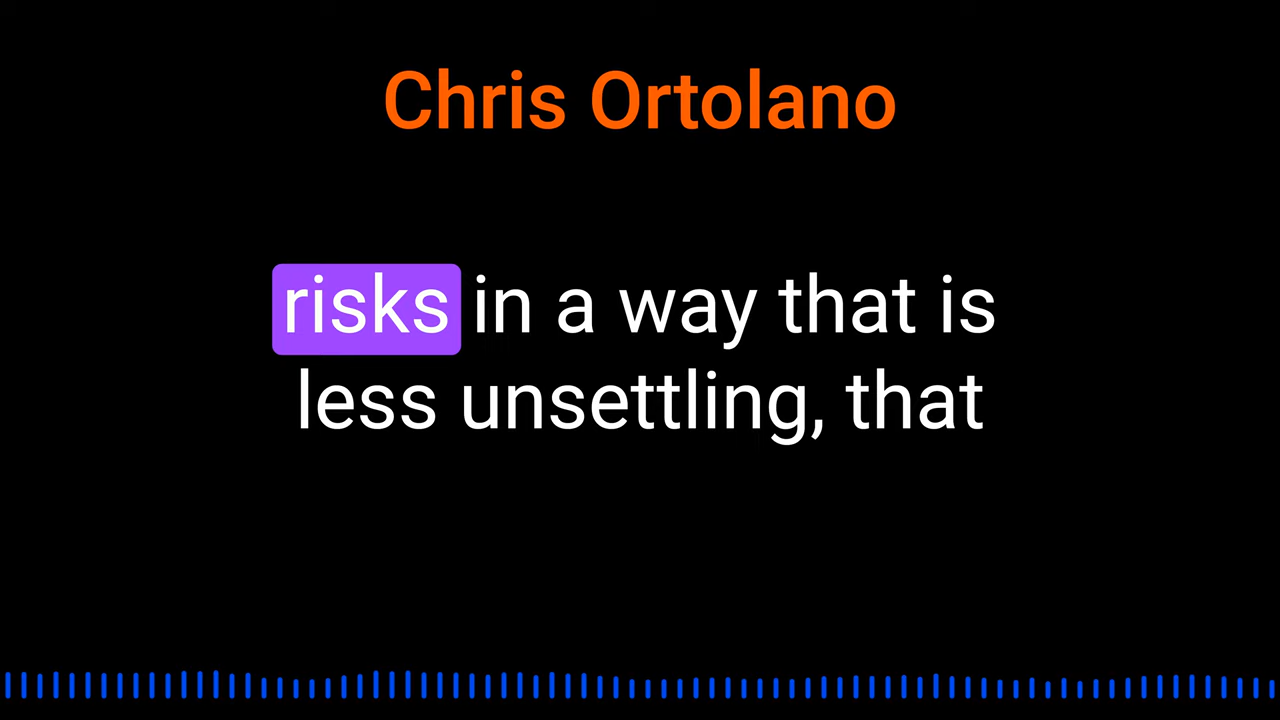 Chris Ortolano
risks in a way that is
less unsettling, that